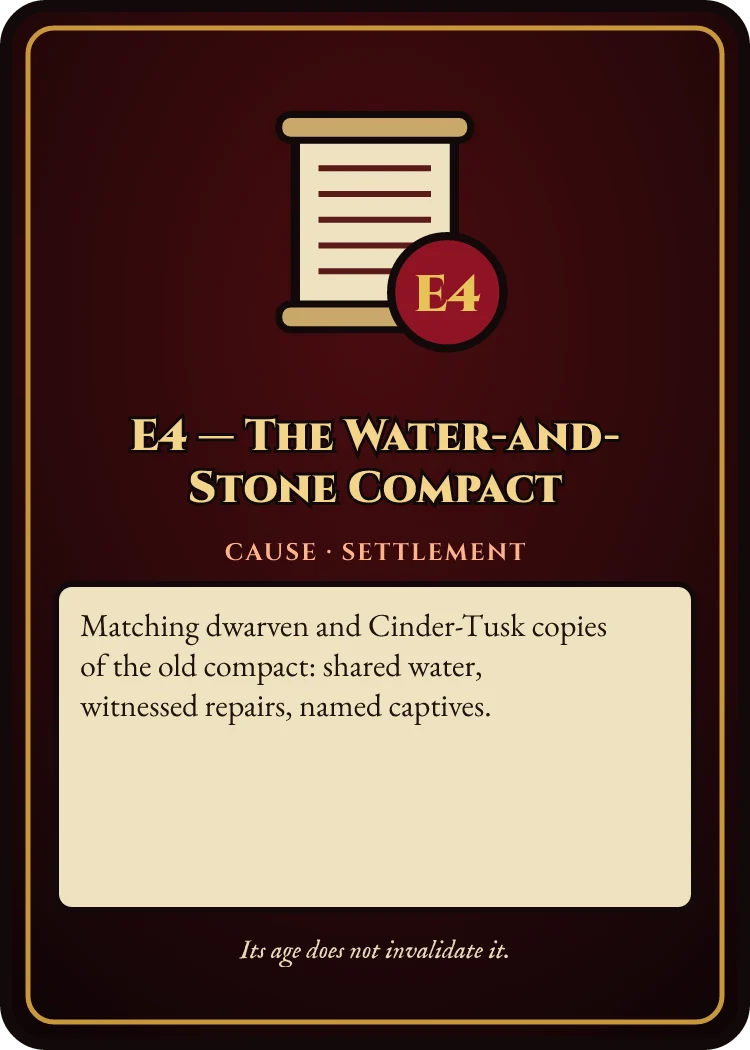 E4
E4 — The Water-and-
Stone Compact
CAUSE · SETTLEMENT
Matching dwarven and Cinder-Tusk copies
of the old compact: shared water,
witnessed repairs, named captives.
Its age does not invalidate it.